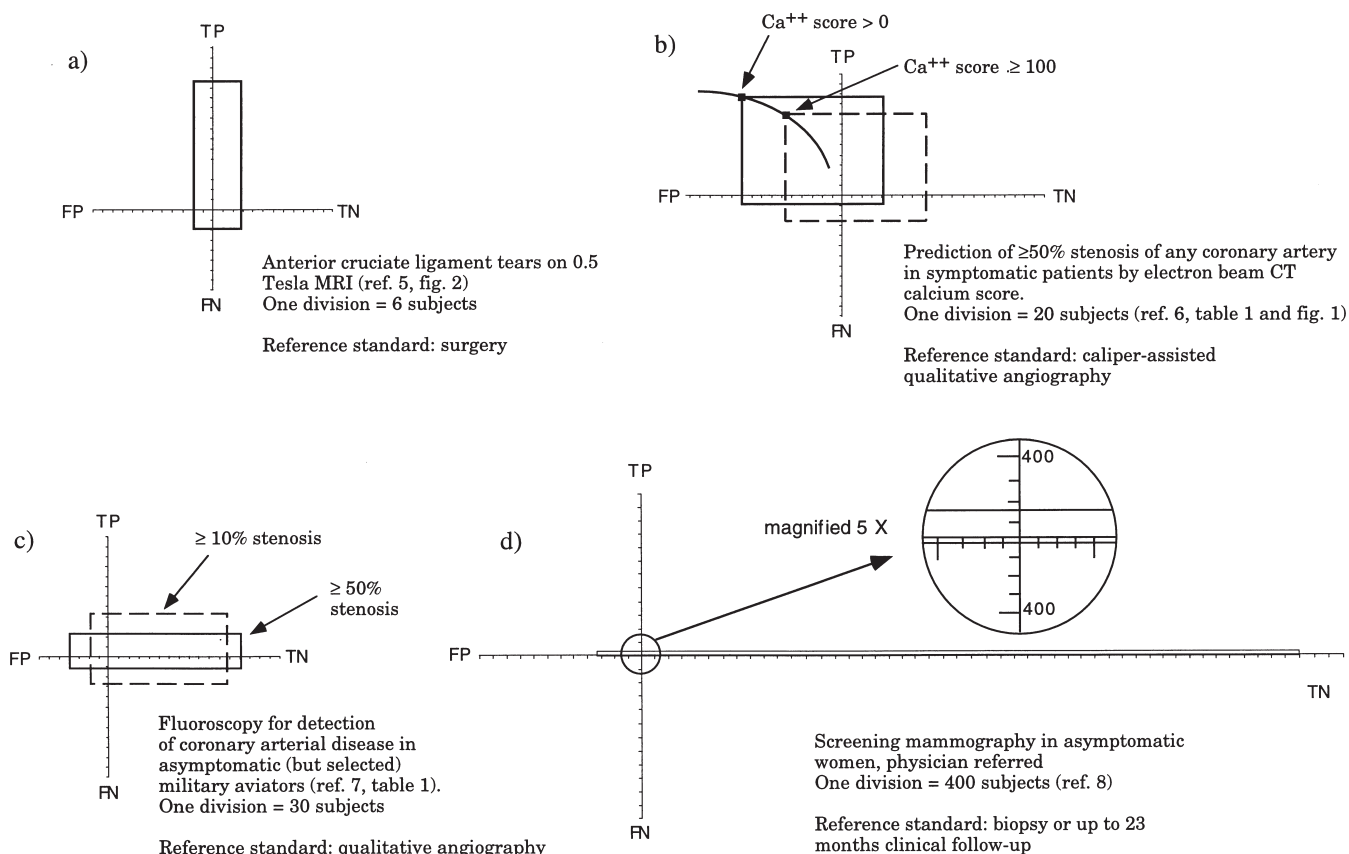 a)
TP
FP
TN
FN
Anterior cruciate ligament tears on 0.5
Tesla MRI (ref. 5, fig. 2)
One division = 6 subjects
Reference standard: surgery
b)
Ca++ score > 0
TP
Ca++ score .≥ 100
FP
TN
FN
Prediction of ≥50% stenosis of any coronary artery
in symptomatic patients by electron beam CT
calcium score.
One division = 20 subjects (ref. 6, table 1 and fig. 1)
Reference standard: caliper-assisted
qualitative angiography
c)
TP
≥ 10% stenosis
≥ 50%
stenosis
FP
TN
FN
Fluoroscopy for detection
of coronary arterial disease in
asymptomatic (but selected)
military aviators (ref. 7, table 1).
One division = 30 subjects
Reference standard: qualitative angiography
d)
TP
magnified 5 X
400
400
FP
TN
FN
Screening mammography in asymptomatic
women, physician referred
One division = 400 subjects (ref. 8)
Reference standard: biopsy or up to 23
months clinical follow-up